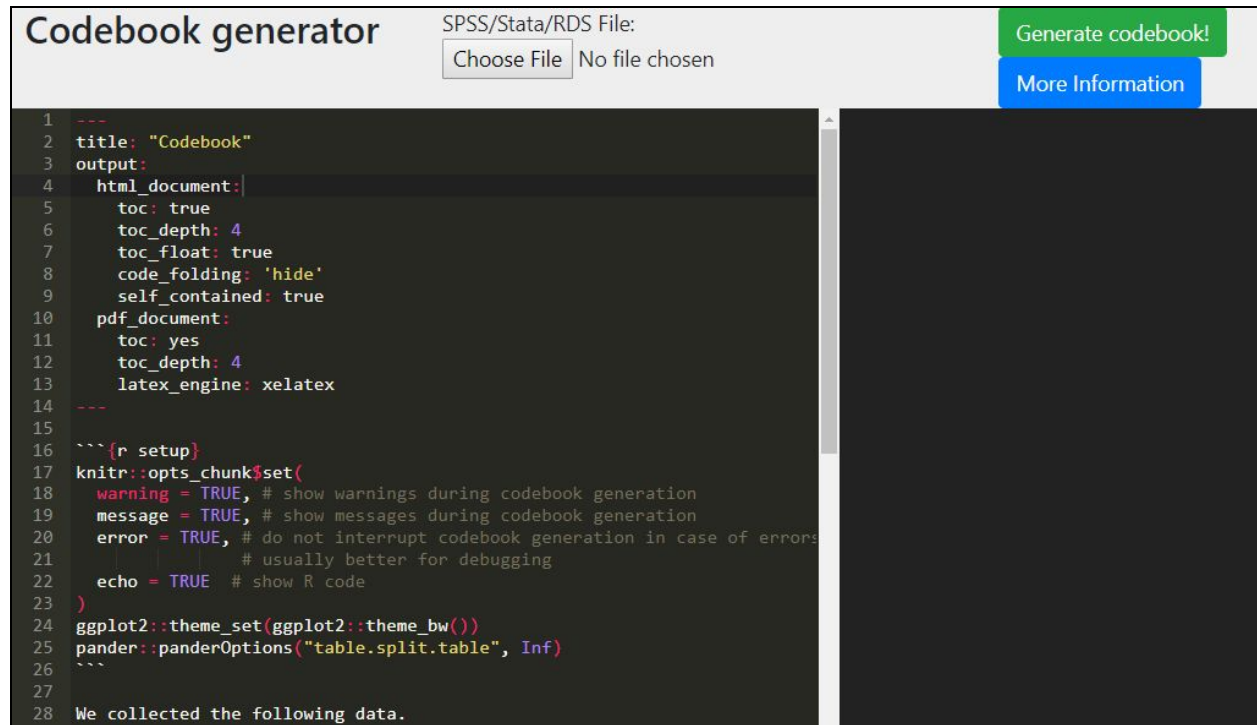 Codebook generator
SPSS/Stata/RDS File:
Choose File No file chosen
Generate codebook!
More Information
1 ---
2 title: "Codebook"
3 output:
4   html_document:
5     toc: true
6     toc_depth: 4
7     toc_float: true
8     code_folding: 'hide'
9     self_contained: true
10   pdf_document:
11     toc: yes
12     toc_depth: 4
13     latex_engine: xelatex
14 ---
15
16 ```{r setup}
17 knitr::opts_chunk$set(
18   warning = TRUE, # show warnings during codebook generation
19   message = TRUE, # show messages during codebook generation
20   error = TRUE, # do not interrupt codebook generation in case of errors
21                 # usually better for debugging
22   echo = TRUE  # show R code
23 )
24 ggplot2::theme_set(ggplot2::theme_bw())
25 pander::panderOptions("table.split.table", Inf)
26 ```
27
28 We collected the following data.